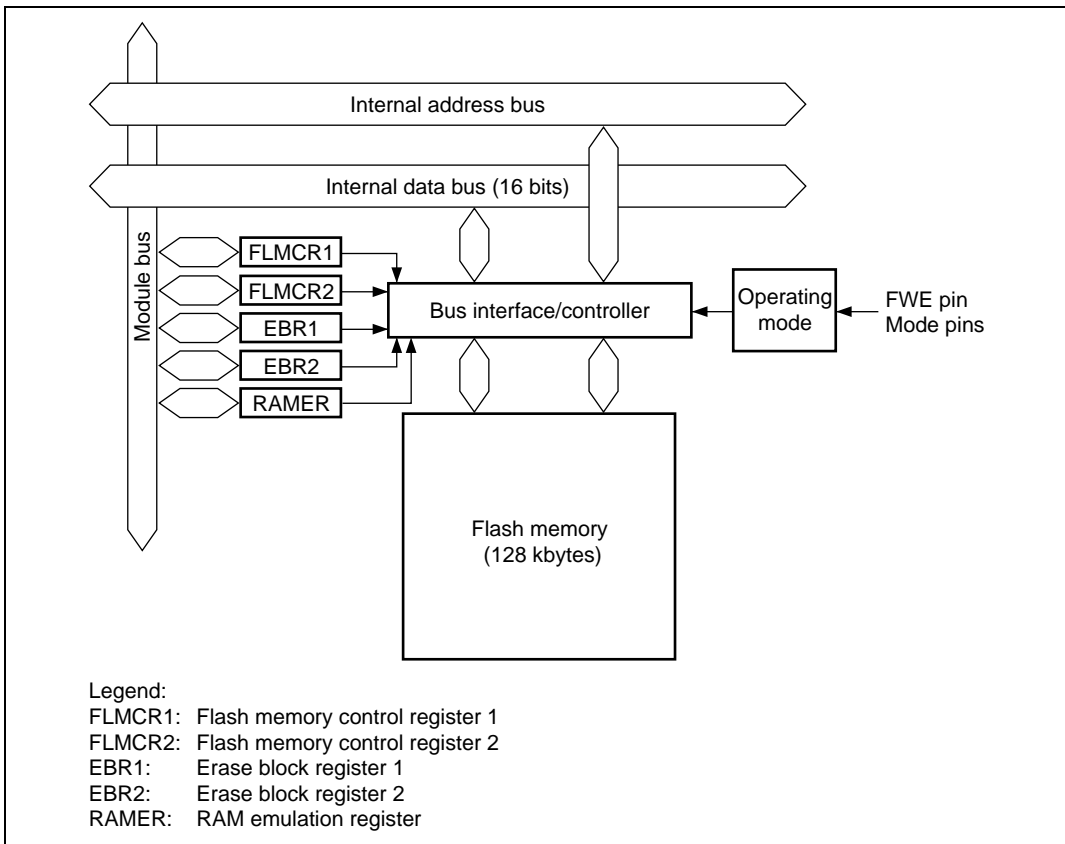 Internal address bus
Internal data bus (16 bits)
Module bus
FLMCR1
FLMCR2
EBR1
EBR2
RAMER
Bus interface/controller
Operating
mode
FWE pin
Mode pins
Flash memory
(128 kbytes)
Legend:
FLMCR1: Flash memory control register 1
FLMCR2: Flash memory control register 2
EBR1: Erase block register 1
EBR2: Erase block register 2
RAMER: RAM emulation register